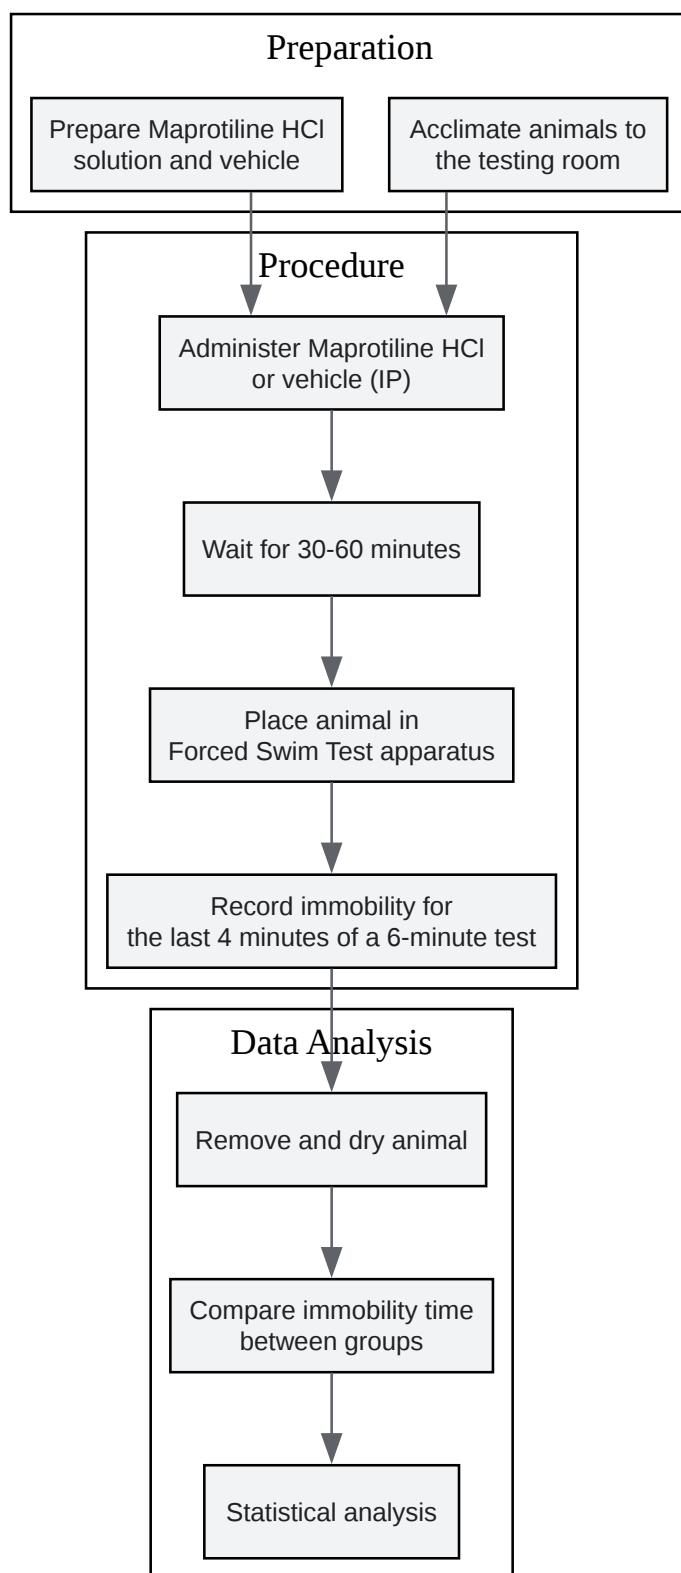 Preparation
Prepare Maprotiline HCl
solution and vehicle
Acclimate animals to
the testing room
Procedure
Administer Maprotiline HCl
or vehicle (IP)
Wait for 30-60 minutes
Place animal in
Forced Swim Test apparatus
Record immobility for
the last 4 minutes of a 6-minute test
Data Analysis
Remove and dry animal
Compare immobility time
between groups
Statistical analysis